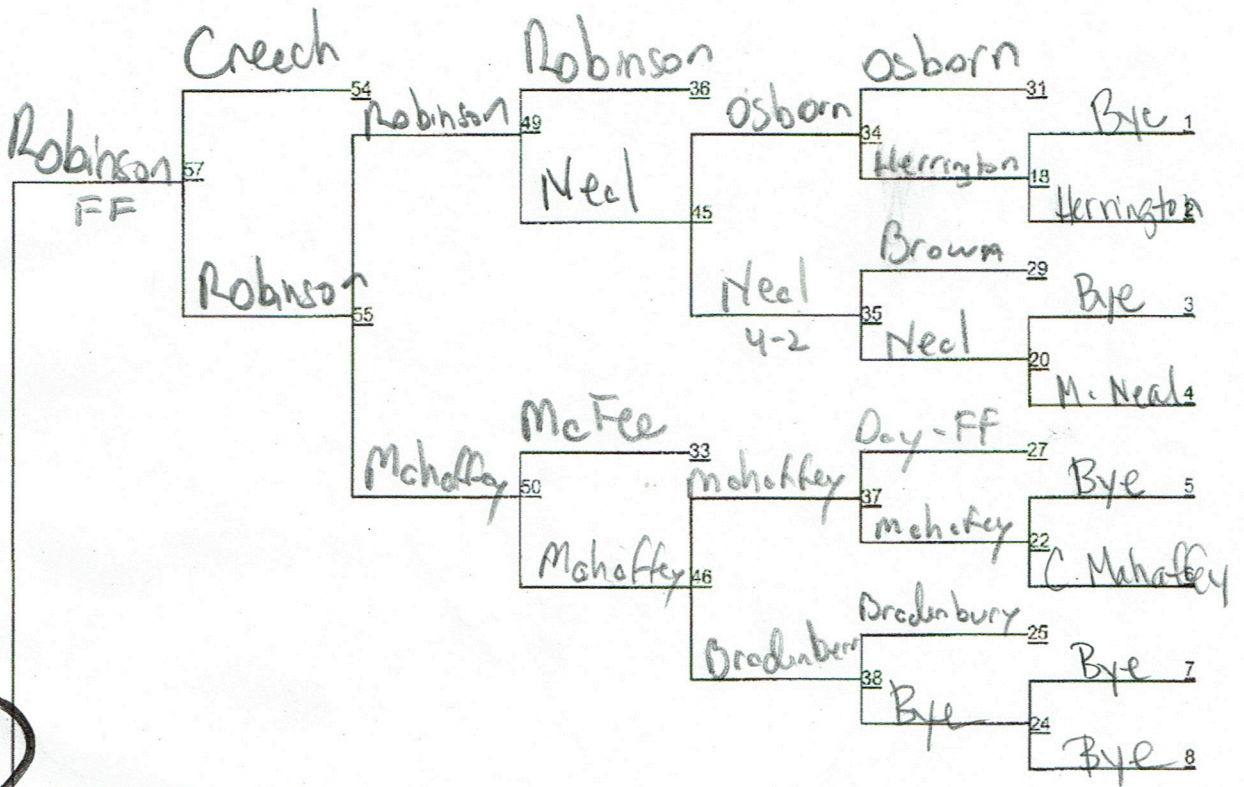 Creech
54
Robinson
57
FF
Robinson
55
Robinson
49
Mahaffey
50
Robinson
36
Neal
45
McFee
33
Mahaffey
46
Osborn
34
Neal
35
4-2
Mahaffey
37
Bradenberr
38
Osborn
31
Herrington
18
Brown
29
Neal
20
Day-FF
27
Mahafey
22
Bradenbury
25
Bye
24
Bye 1
Herrington 2
Bye 3
M. Neal 4
Bye 5
C. Mahaffey
Bye 7
Bye 8